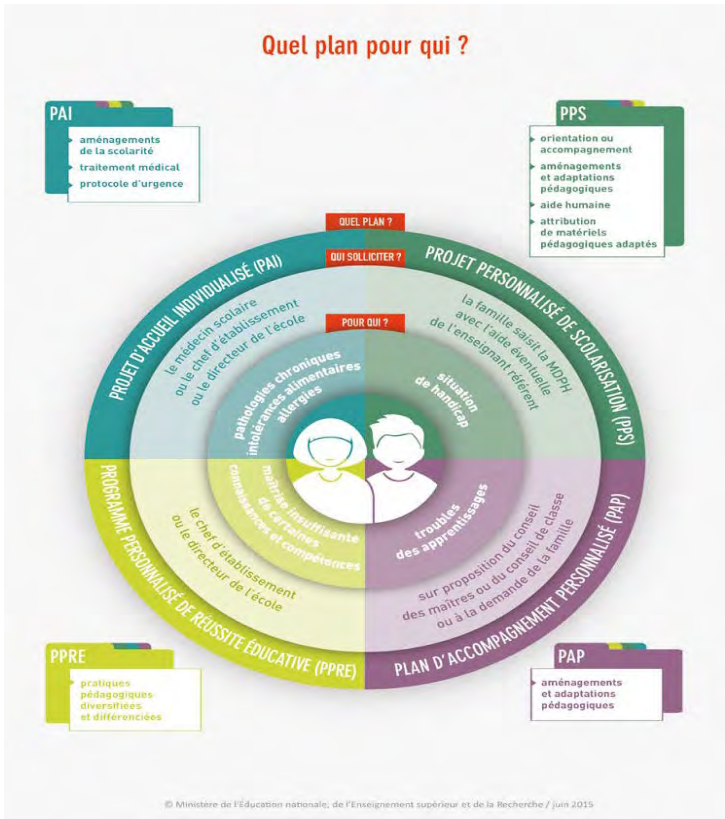 Quel plan pour qui ?
PAI
aménagements
de la scolarité
traitement médical
protocole d'urgence
PPS
orientation ou
accompagnement
aménagements
et adaptations
pédagogiques
aide humaine
attribution
de matériels
pédagogiques adaptés
QUEL PLAN ?
QUI SOLLICITER ?
POUR QUI ?
PROJET D'ACCUEIL INDIVIDUALISÉ (PAI)
le médecin scolaire
ou le chef d'établissement
ou le directeur de l'école
pathologies chroniques
intolérances alimentaires
allergies
PROJET PERSONNALISÉ DE SCOLARISATION (PPS)
la famille saisit la MDPH
avec l'aide éventuelle
de l'enseignant référent
situation
de handicap
PROGRAMME PERSONNALISÉ DE RÉUSSITE ÉDUCATIVE (PPRE)
le chef d'établissement
ou le directeur de l'école
maîtrise insuffisante
de certaines
connaissances et compétences
PLAN D'ACCOMPAGNEMENT PERSONNALISÉ (PAP)
sur proposition du conseil
des maîtres ou du conseil de classe
ou à la demande de la famille
troubles
des apprentissages
PPRE
pratiques
pédagogiques
diversifiées
et différenciées
PAP
aménagements
et adaptations
pédagogiques
© Ministère de l'Éducation nationale, de l'Enseignement supérieur et de la Recherche / juin 2015